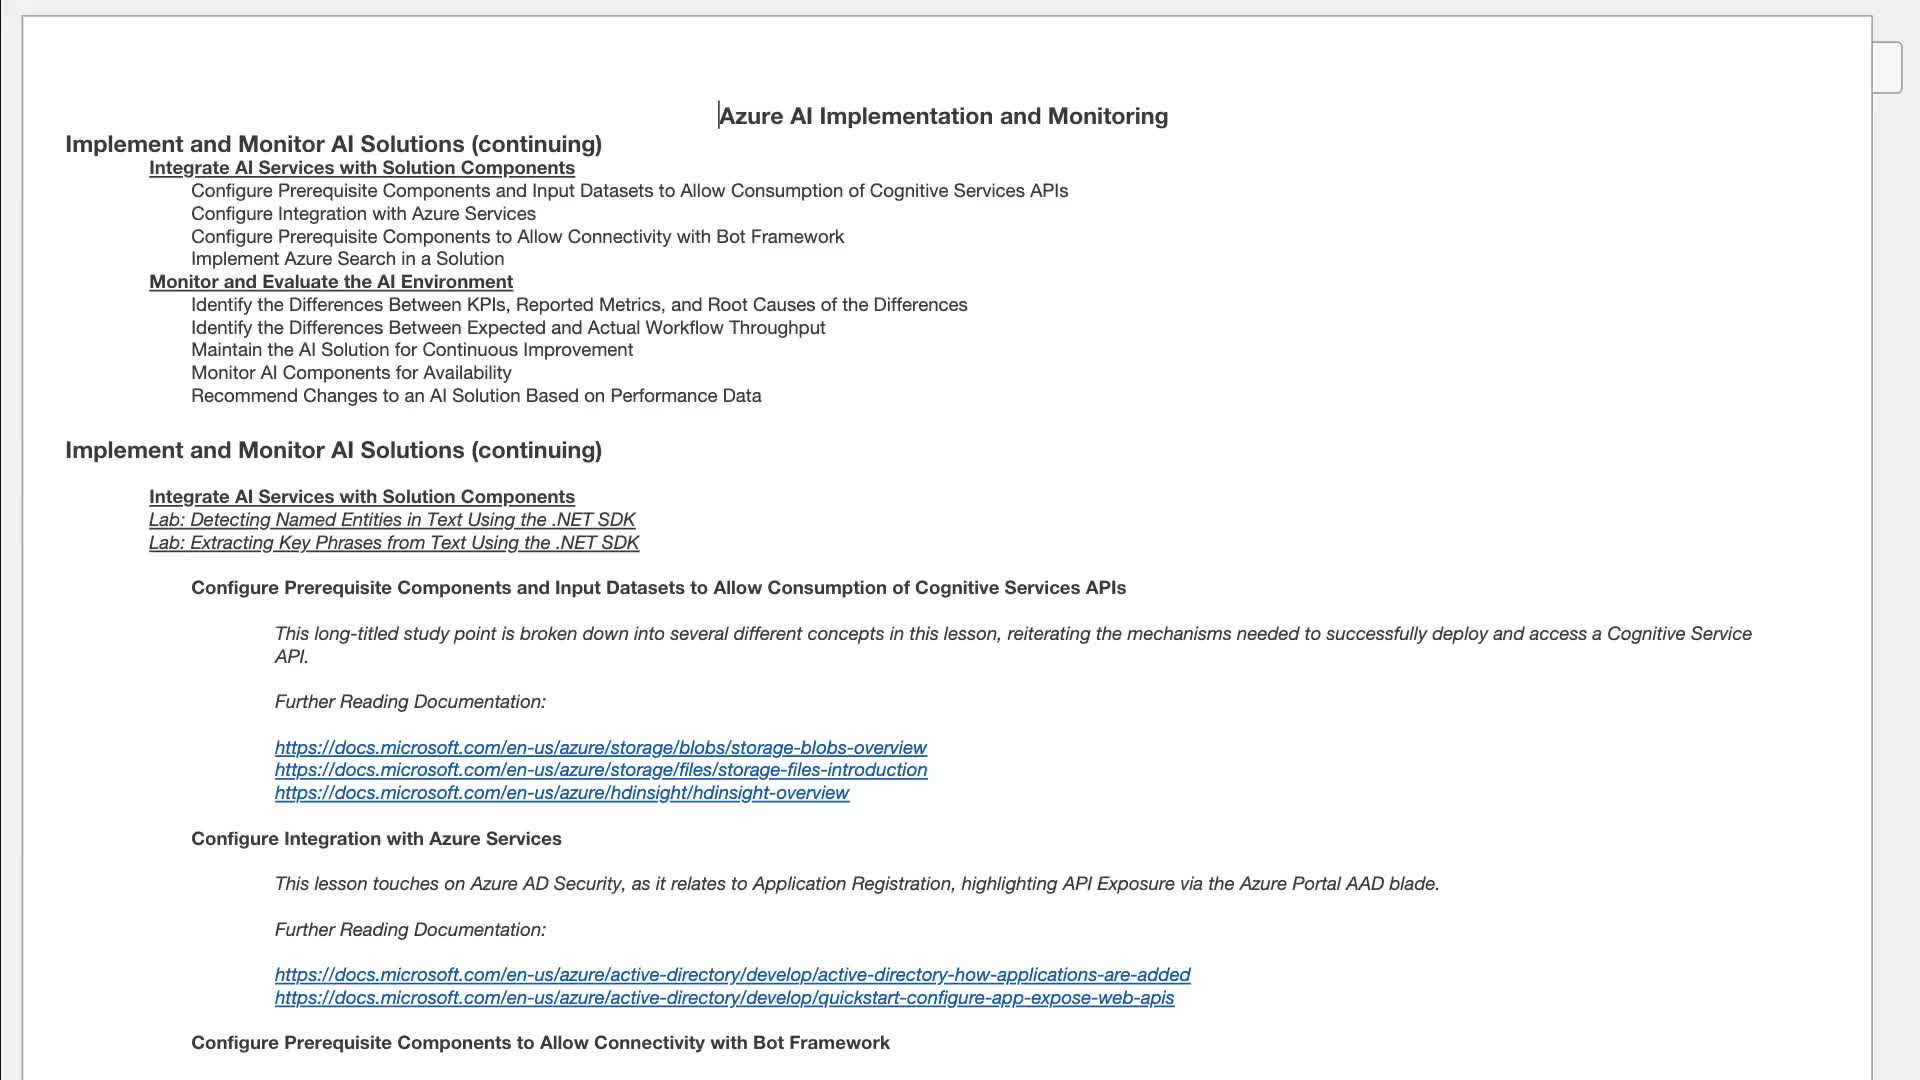 Azure AI Implementation and Monitoring
Implement and Monitor AI Solutions (continuing)
Integrate AI Services with Solution Components
Configure Prerequisite Components and Input Datasets to Allow Consumption of Cognitive Services APIs
Configure Integration with Azure Services
Configure Prerequisite Components to Allow Connectivity with Bot Framework
Implement Azure Search in a Solution
Monitor and Evaluate the AI Environment
Identify the Differences Between KPIs, Reported Metrics, and Root Causes of the Differences
Identify the Differences Between Expected and Actual Workflow Throughput
Maintain the AI Solution for Continuous Improvement
Monitor AI Components for Availability
Recommend Changes to an AI Solution Based on Performance Data
Implement and Monitor AI Solutions (continuing)
Integrate AI Services with Solution Components
Lab: Detecting Named Entities in Text Using the .NET SDK
Lab: Extracting Key Phrases from Text Using the .NET SDK
Configure Prerequisite Components and Input Datasets to Allow Consumption of Cognitive Services APIs
This long-titled study point is broken down into several different concepts in this lesson, reiterating the mechanisms needed to successfully deploy and access a Cognitive Service
API.
Further Reading Documentation:
https://docs.microsoft.com/en-us/azure/storage/blobs/storage-blobs-overview
https://docs.microsoft.com/en-us/azure/storage/files/storage-files-introduction
https://docs.microsoft.com/en-us/azure/hdinsight/hdinsight-overview
Configure Integration with Azure Services
This lesson touches on Azure AD Security, as it relates to Application Registration, highlighting API Exposure via the Azure Portal AAD blade.
Further Reading Documentation:
https://docs.microsoft.com/en-us/azure/active-directory/develop/active-directory-how-applications-are-added
https://docs.microsoft.com/en-us/azure/active-directory/develop/quickstart-configure-app-expose-web-apis
Configure Prerequisite Components to Allow Connectivity with Bot Framework